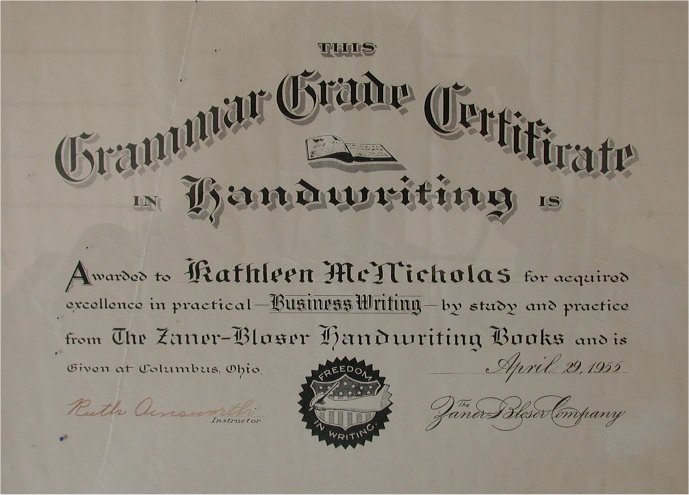 THIS
Grammar Grade Certificate
IN Handwriting IS
Awarded to Kathleen McNicholas for acquired
excellence in practical — Business Writing — by study and practice
from The Zaner-Bloser Handwriting Books and is
Given at Columbus, Ohio, April 29, 1955
FREEDOM
IN WRITING.
Ruth Ainsworth
Instructor
The Zaner-Bloser Company